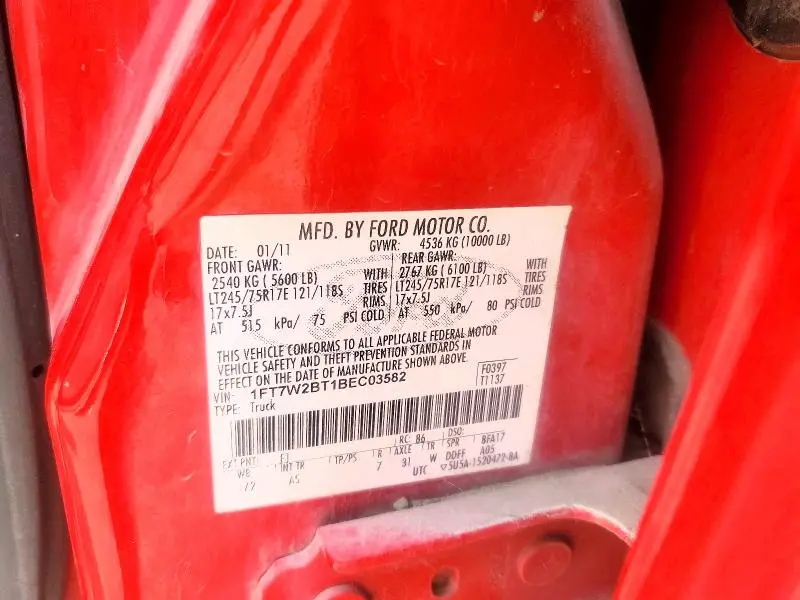 MFD. BY FORD MOTOR CO.
DATE: 01/11 GVWR: 4536 KG (10000 LB)
FRONT GAWR: REAR GAWR:
2540 KG ( 5600 LB) WITH 2767 KG ( 6100 LB) WITH
LT245/75R17E 121/118S TIRES LT245/75R17E 121/118S TIRES
17x7.5J RIMS 17x7.5J RIMS
AT 515 kPa/ 75 PSI COLD AT 550 kPa/ 80 PSI COLD
THIS VEHICLE CONFORMS TO ALL APPLICABLE FEDERAL MOTOR
VEHICLE SAFETY AND THEFT PREVENTION STANDARDS IN
EFFECT ON THE DATE OF MANUFACTURE SHOWN ABOVE.
F0397
T1137
VIN: 1FT7W2BT1BEC03582
TYPE: Truck
RC: 86 DSO:
EXT PNT: F1 BFA17
WB INT TR TP/PS R AXLE TR SPR A05
172 AS 7 31 W DDFF
UTC 5U5A-1520472-BA